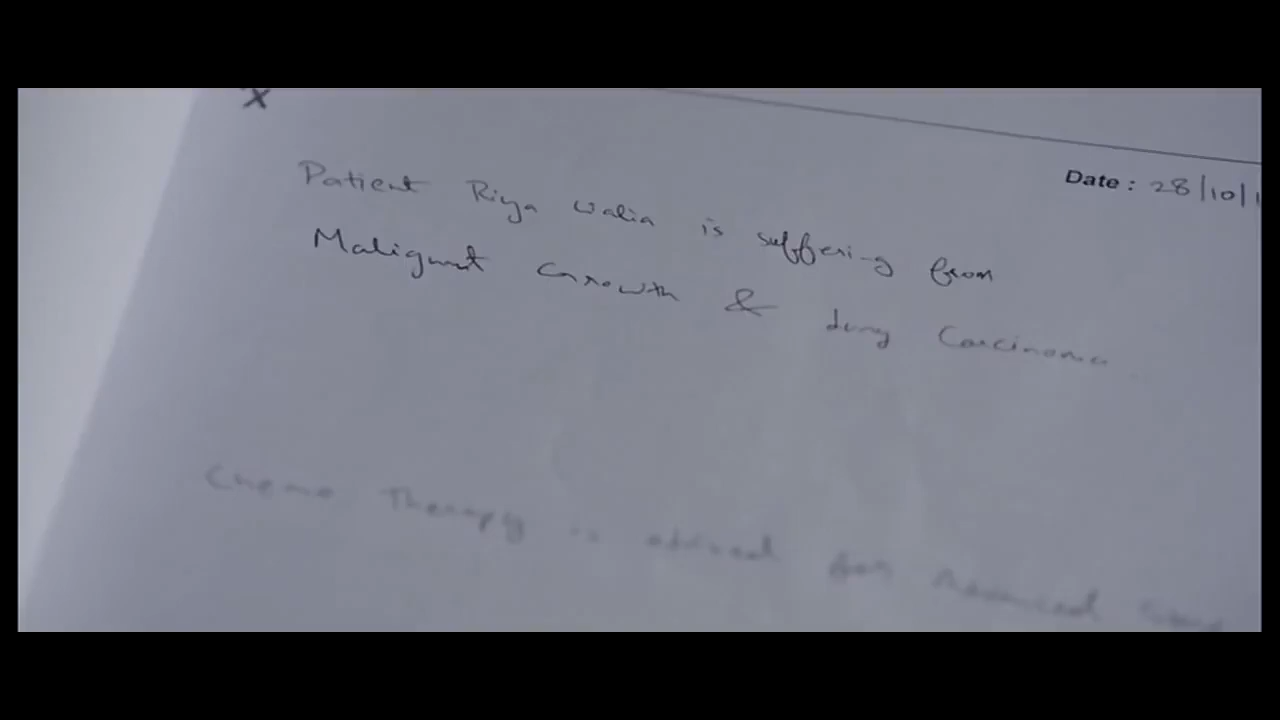 x
Date : 28/10/1
Patient Riya Walia is suffering from
Malignant Growth & lung Carcinoma.
Chemo Therapy is advised for Advanced